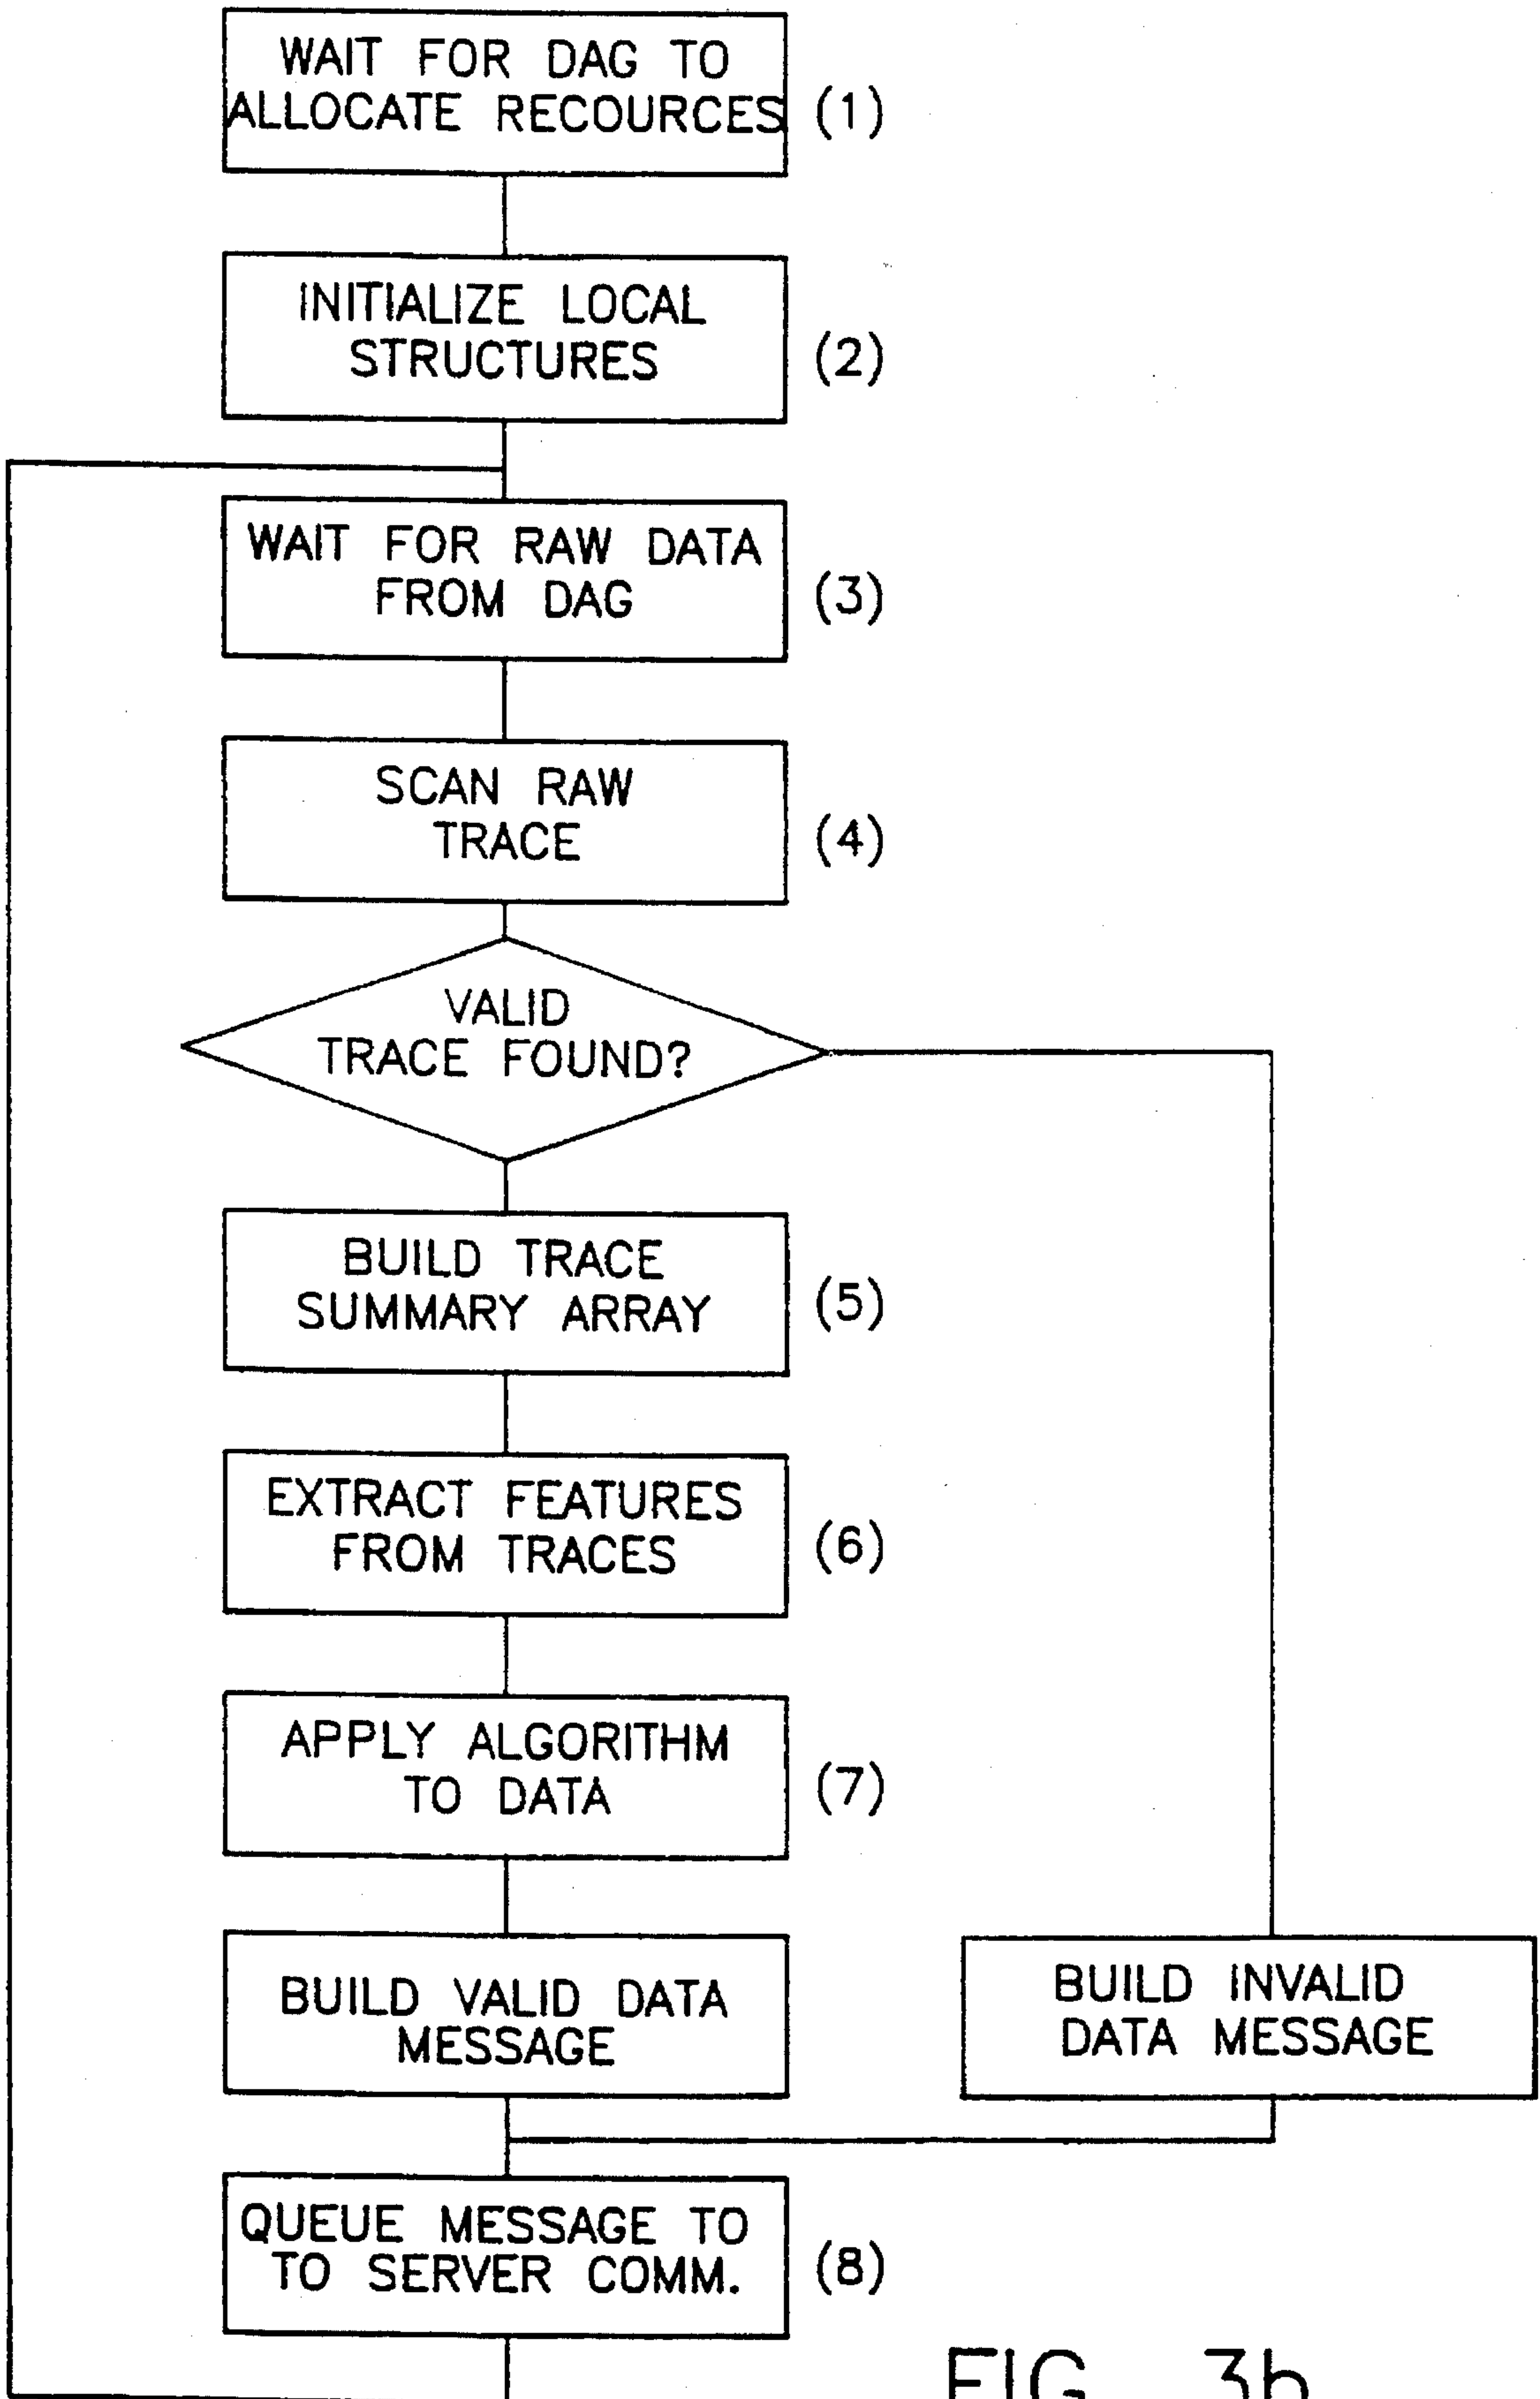 WAIT FOR DAG TO
ALLOCATE RECOURCES
(1)
INITIALIZE LOCAL
STRUCTURES
(2)
WAIT FOR RAW DATA
FROM DAG
(3)
SCAN RAW
TRACE
(4)
VALID
TRACE FOUND?
BUILD TRACE
SUMMARY ARRAY
(5)
EXTRACT FEATURES
FROM TRACES
(6)
APPLY ALGORITHM
TO DATA
(7)
BUILD VALID DATA
MESSAGE
BUILD INVALID
DATA MESSAGE
QUEUE MESSAGE TO
TO SERVER COMM.
(8)
FIG. 3b